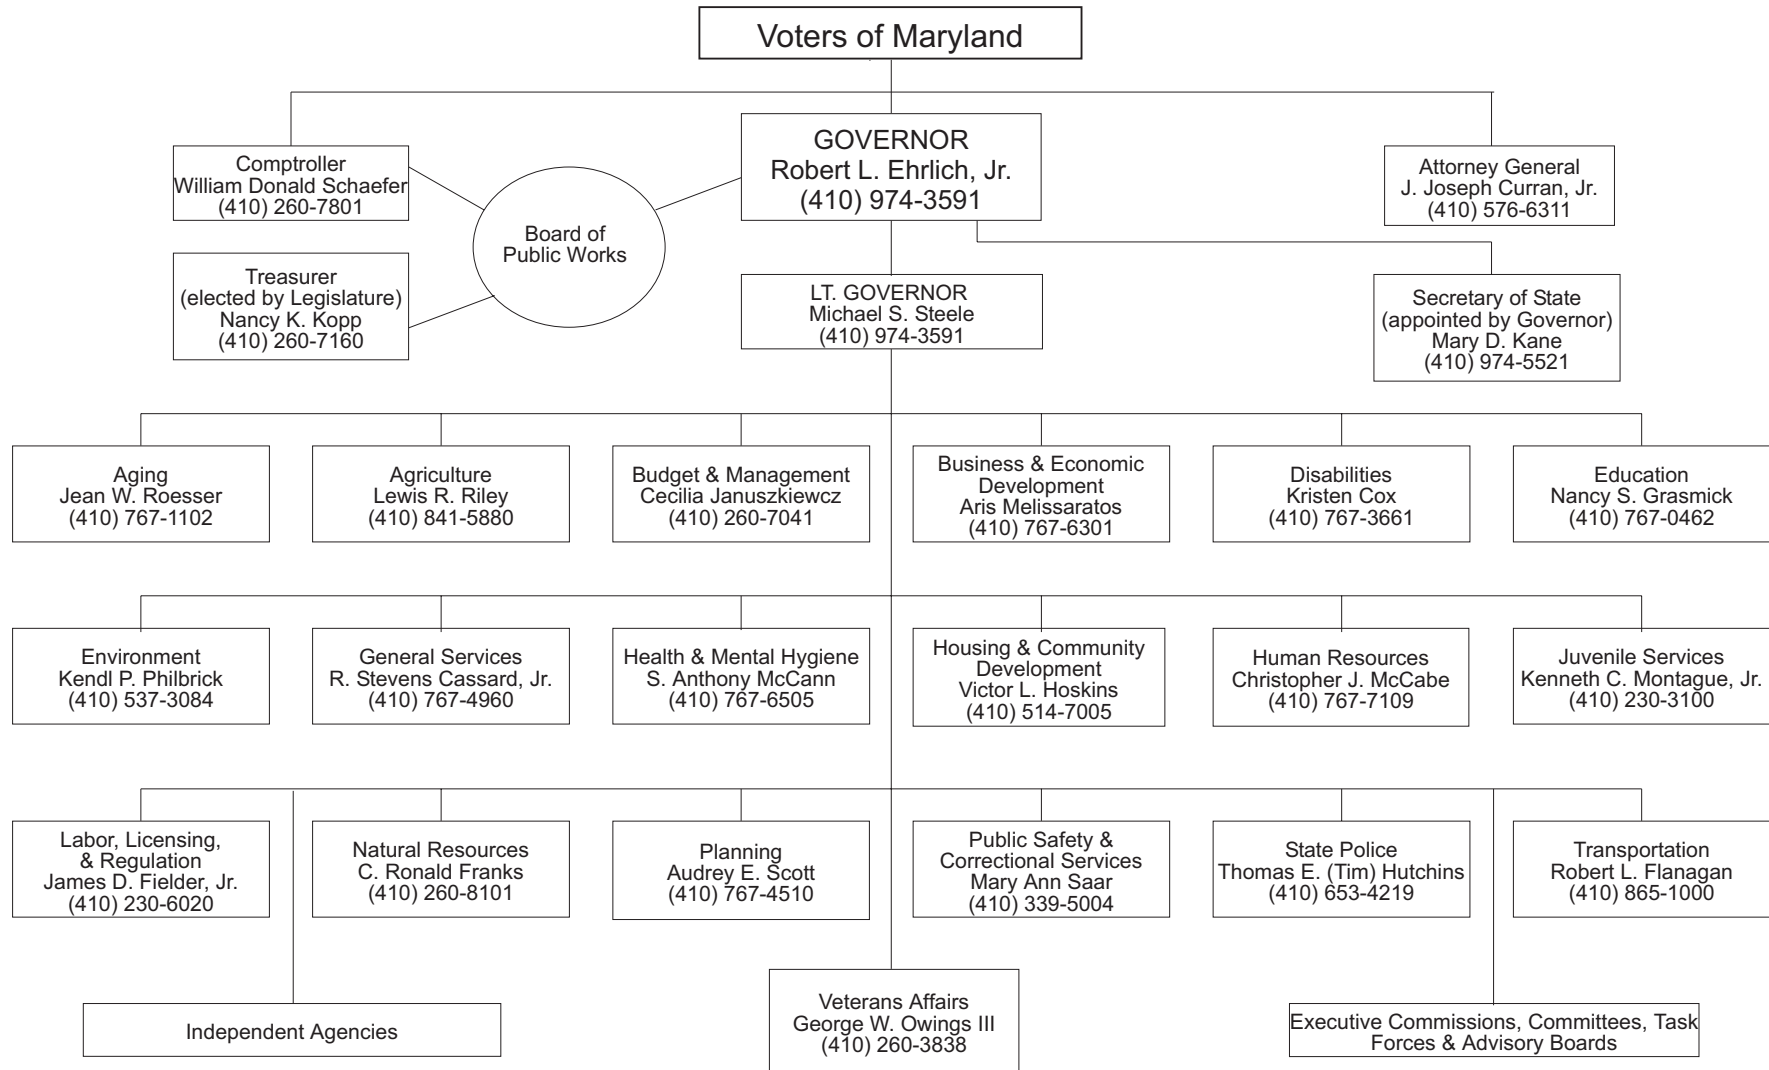 Voters of Maryland
Comptroller
William Donald Schaefer
(410) 260-7801
GOVERNOR
Robert L. Ehrlich, Jr.
(410) 974-3591
Attorney General
J. Joseph Curran, Jr.
(410) 576-6311
Board of
Public Works
Treasurer
(elected by Legislature)
Nancy K. Kopp
(410) 260-7160
LT. GOVERNOR
Michael S. Steele
(410) 974-3591
Secretary of State
(appointed by Governor)
Mary D. Kane
(410) 974-5521
Aging
Jean W. Roesser
(410) 767-1102
Agriculture
Lewis R. Riley
(410) 841-5880
Budget & Management
Cecilia Januszkiewcz
(410) 260-7041
Business & Economic
Development
Aris Melissaratos
(410) 767-6301
Disabilities
Kristen Cox
(410) 767-3661
Education
Nancy S. Grasmick
(410) 767-0462
Environment
Kendl P. Philbrick
(410) 537-3084
General Services
R. Stevens Cassard, Jr.
(410) 767-4960
Health & Mental Hygiene
S. Anthony McCann
(410) 767-6505
Housing & Community
Development
Victor L. Hoskins
(410) 514-7005
Human Resources
Christopher J. McCabe
(410) 767-7109
Juvenile Services
Kenneth C. Montague, Jr.
(410) 230-3100
Labor, Licensing,
& Regulation
James D. Fielder, Jr.
(410) 230-6020
Natural Resources
C. Ronald Franks
(410) 260-8101
Planning
Audrey E. Scott
(410) 767-4510
Public Safety &
Correctional Services
Mary Ann Saar
(410) 339-5004
State Police
Thomas E. (Tim) Hutchins
(410) 653-4219
Transportation
Robert L. Flanagan
(410) 865-1000
Independent Agencies
Veterans Affairs
George W. Owings III
(410) 260-3838
Executive Commissions, Committees, Task
Forces & Advisory Boards